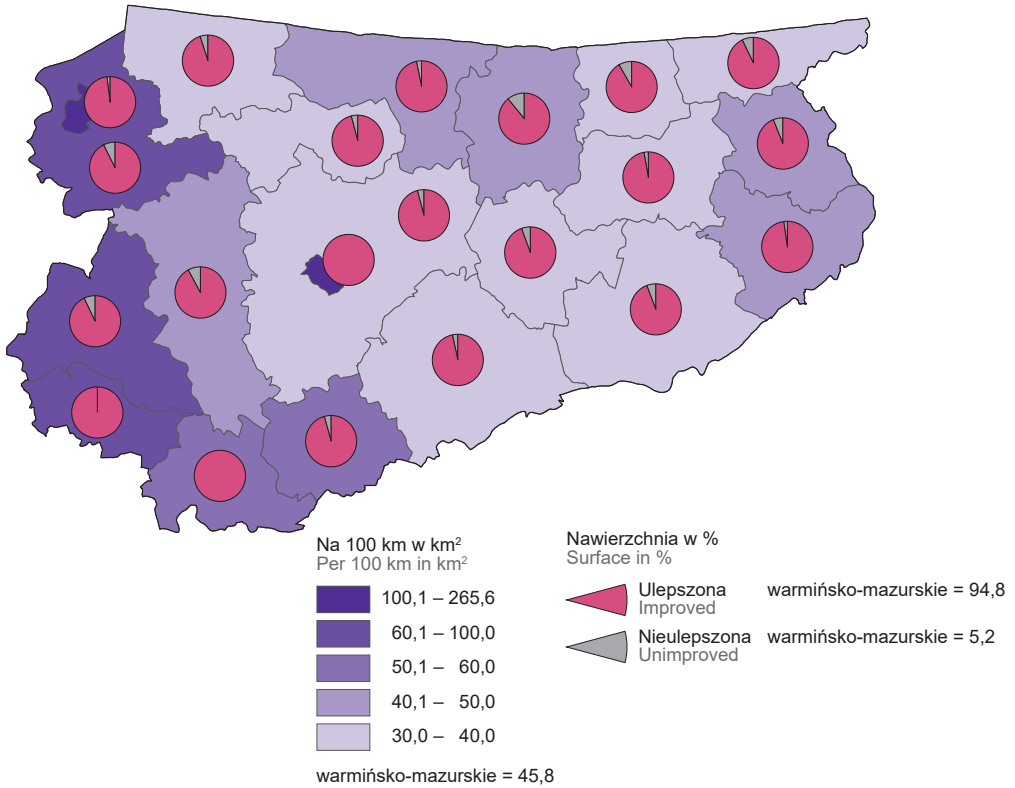 Na 100 km w km²
Per 100 km in km²
100,1 – 265,6
60,1 – 100,0
50,1 – 60,0
40,1 – 50,0
30,0 – 40,0
warmińsko-mazurskie = 45,8
Nawierzchnia w %
Surface in %
Ulepszona warmińsko-mazurskie = 94,8
Improved
Nieulepszona warmińsko-mazurskie = 5,2
Unimproved